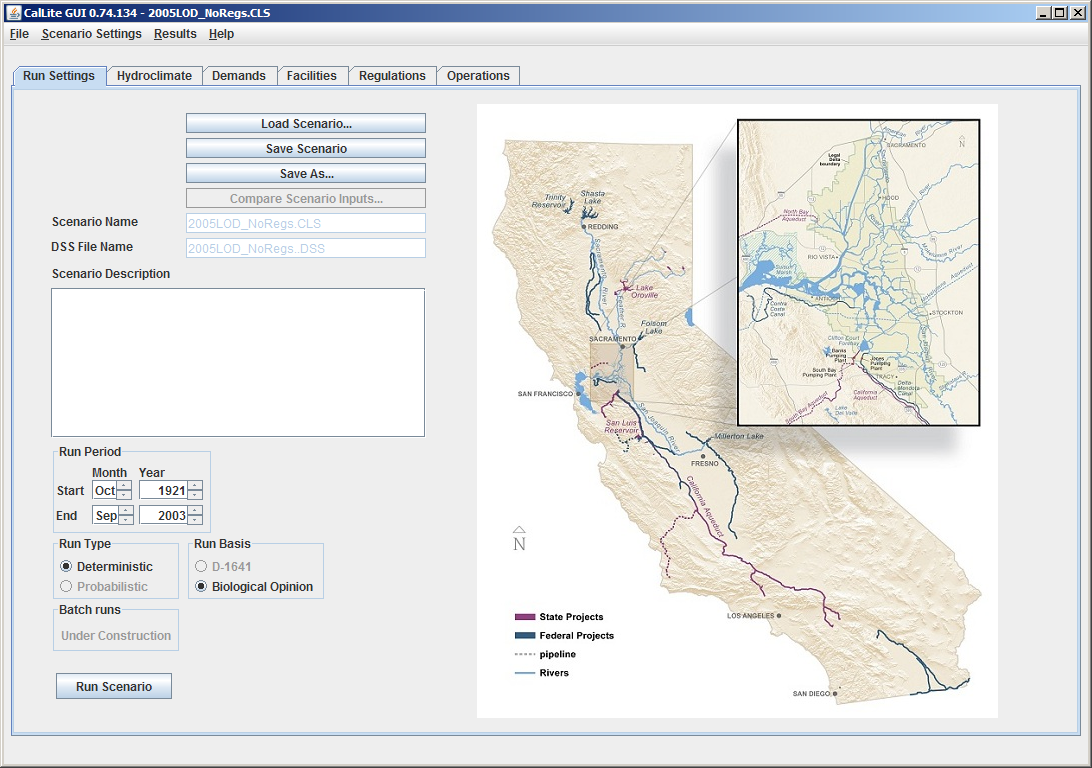 CalLite GUI 0.74.134 - 2005LOD_NoRegs.CLS
File Scenario Settings Results Help
Run Settings Hydroclimate Demands Facilities Regulations Operations
Load Scenario...
Save Scenario
Save As...
Compare Scenario Inputs...
Scenario Name 2005LOD_NoRegs.CLS
DSS File Name 2005LOD_NoRegs.DSS
Scenario Description
Run Period
Month Year
Start Oct 1921
End Sep 2003
Run Type
Deterministic
Probabilistic
Run Basis
D-1641
Biological Opinion
Batch runs
Under Construction
Run Scenario
Trinity
Reservoir
Shasta
Lake
REDDING
Sacramento River
Feather R.
Lake
Oroville
Folsom
Lake
SACRAMENTO
SAN FRANCISCO
San Joaquin River
San Luis
Reservoir
Millerton Lake
FRESNO
California Aqueduct
N
LOS ANGELES
SAN DIEGO
State Projects
Federal Projects
pipeline
Rivers
SACRAMENTO
N
Legal
Delta
boundary
HOOD
North Bay
Aqueduct
RIO VISTA
Suisun
Marsh
Mokelumne River
Mokelumne Aqueduct
ANTIOCH
Contra
Costa
Canal
STOCKTON
Clifton Court
Forebay
Banks
Pumping
Plant
Jones
Pumping
Plant
South Bay
Pumping Plant
TRACY
Delta-
Mendota
Canal
California
Aqueduct
South Bay Aqueduct
Lake
Del Valle